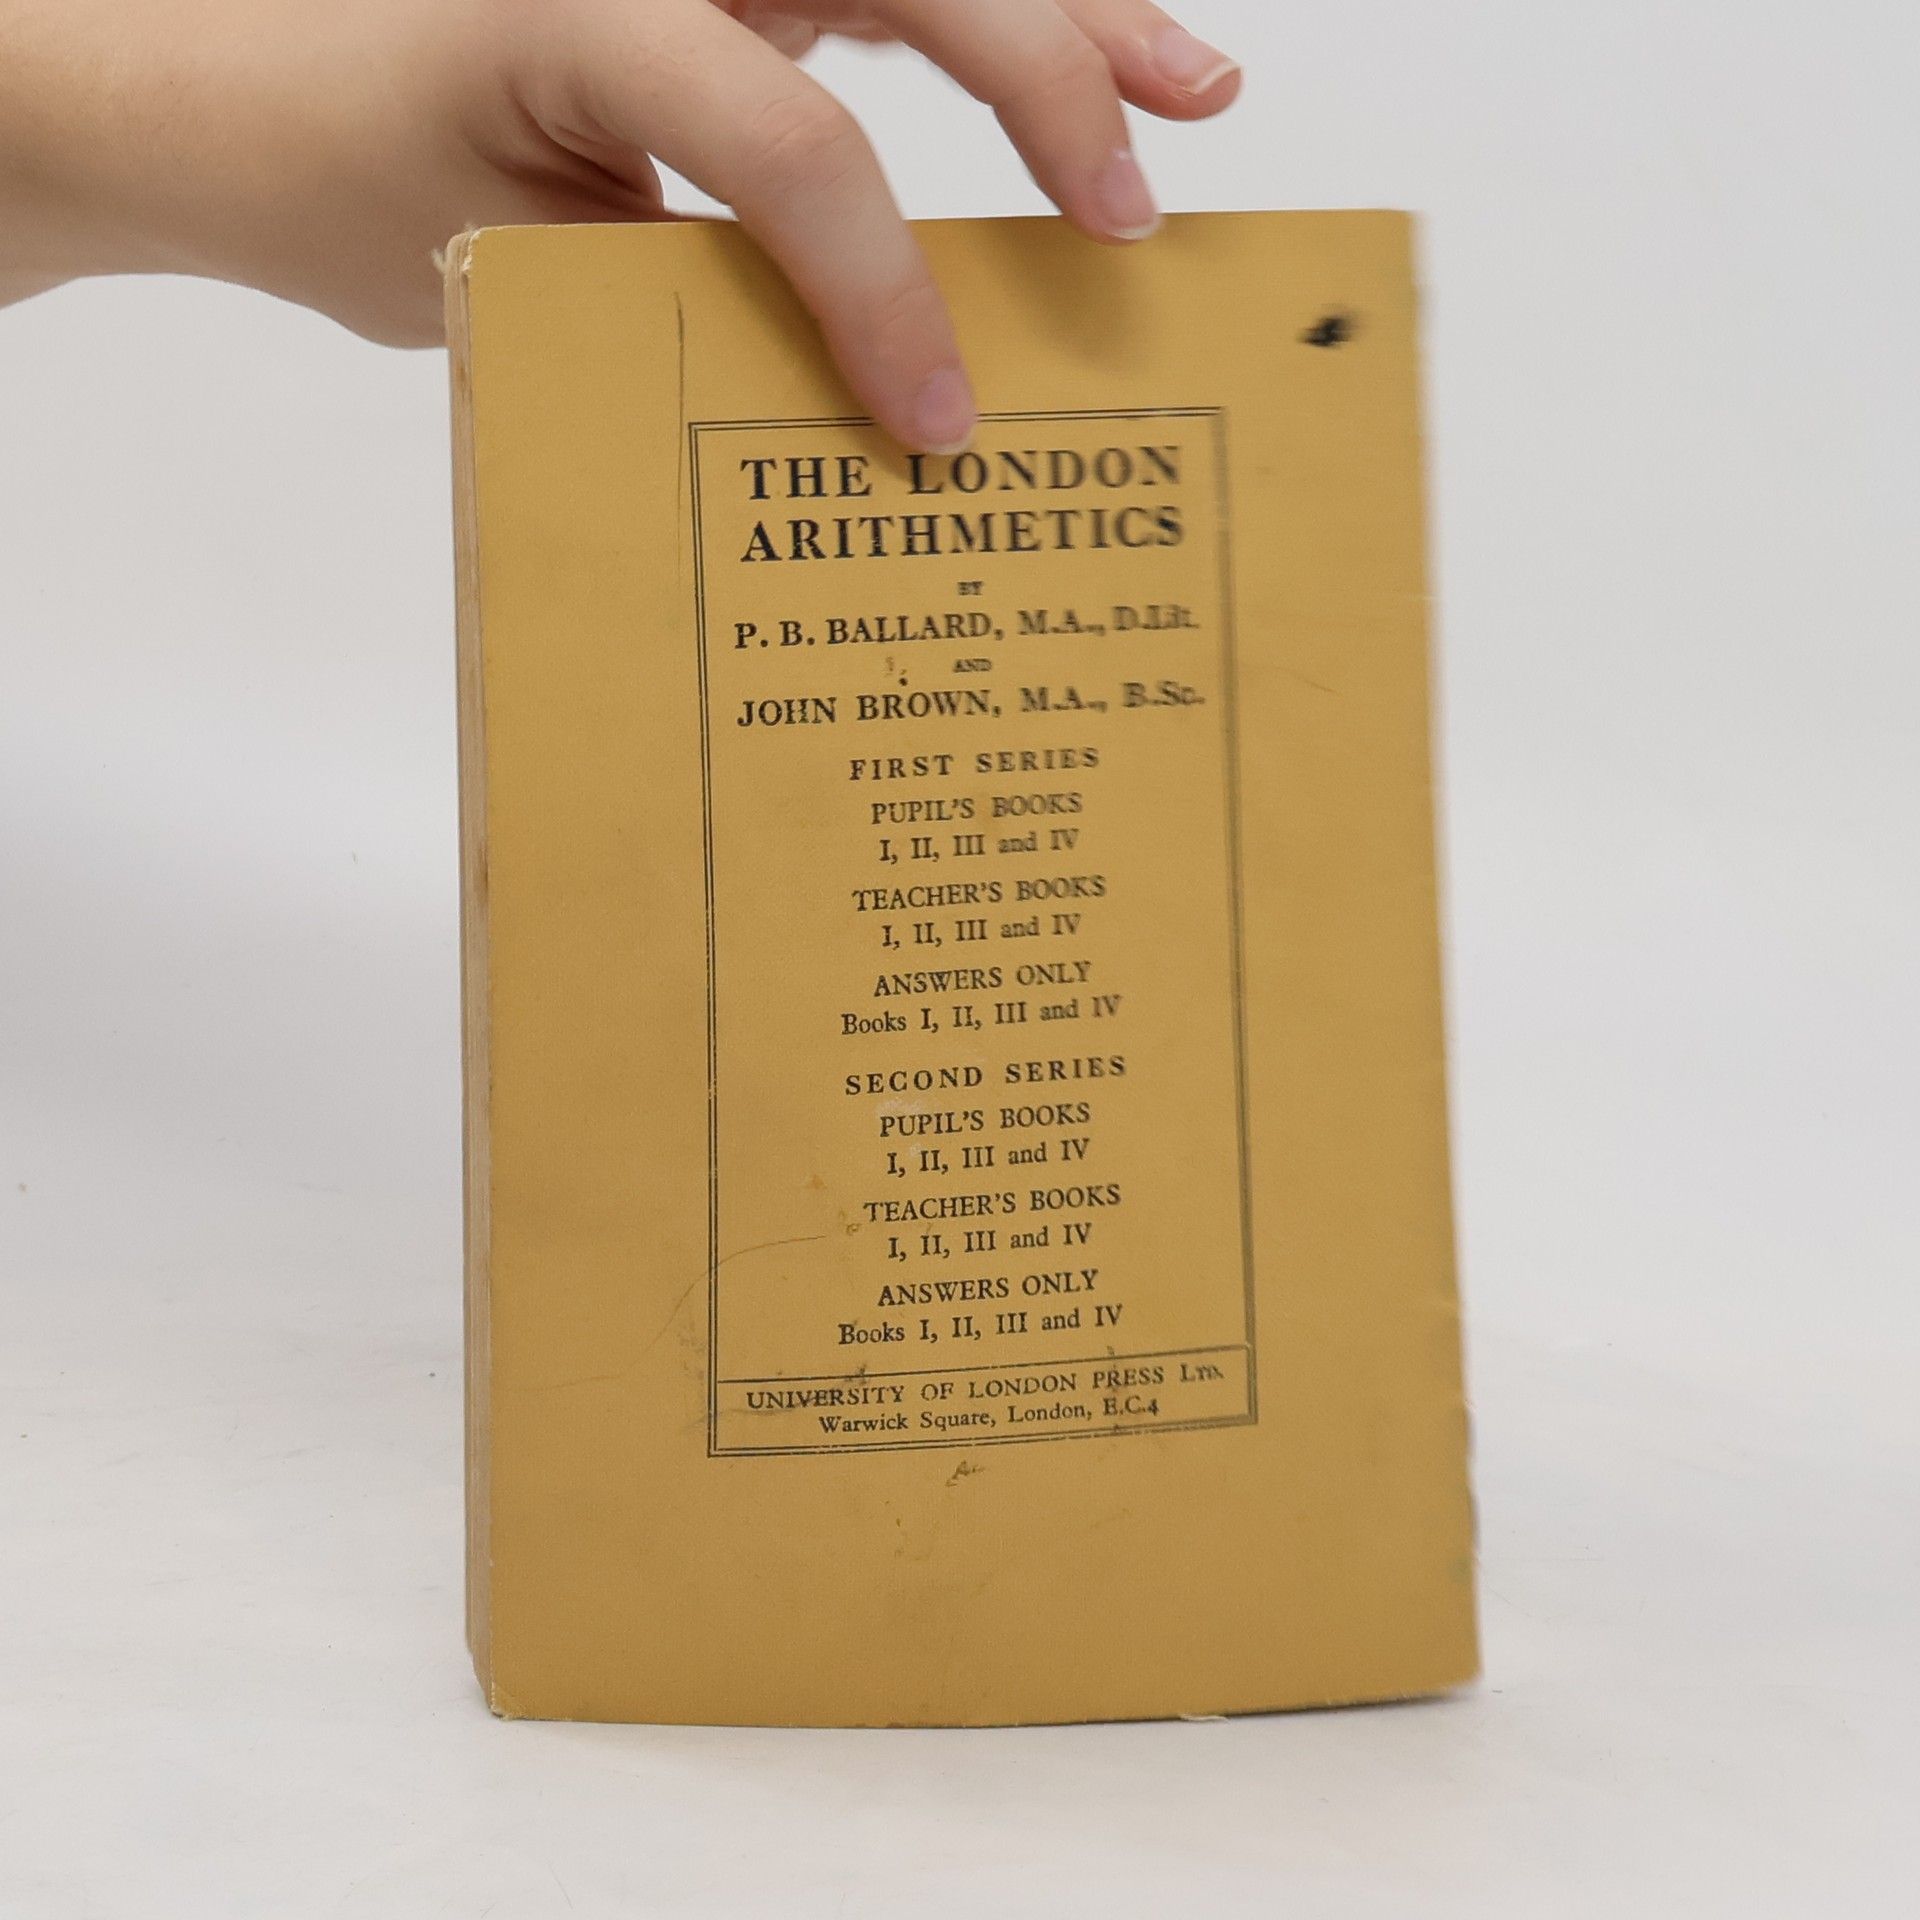 THE LONDON
ARITHMETICS
BY
P. B. BALLARD, M.A., D.Lit.
AND
JOHN BROWN, M.A., B.Sc.
FIRST SERIES
PUPIL'S BOOKS
I, II, III and IV
TEACHER'S BOOKS
I, II, III and IV
ANSWERS ONLY
Books I, II, III and IV
SECOND SERIES
PUPIL'S BOOKS
I, II, III and IV
TEACHER'S BOOKS
I, II, III and IV
ANSWERS ONLY
Books I, II, III and IV
UNIVERSITY OF LONDON PRESS LTD.
Warwick Square, London, E.C.4